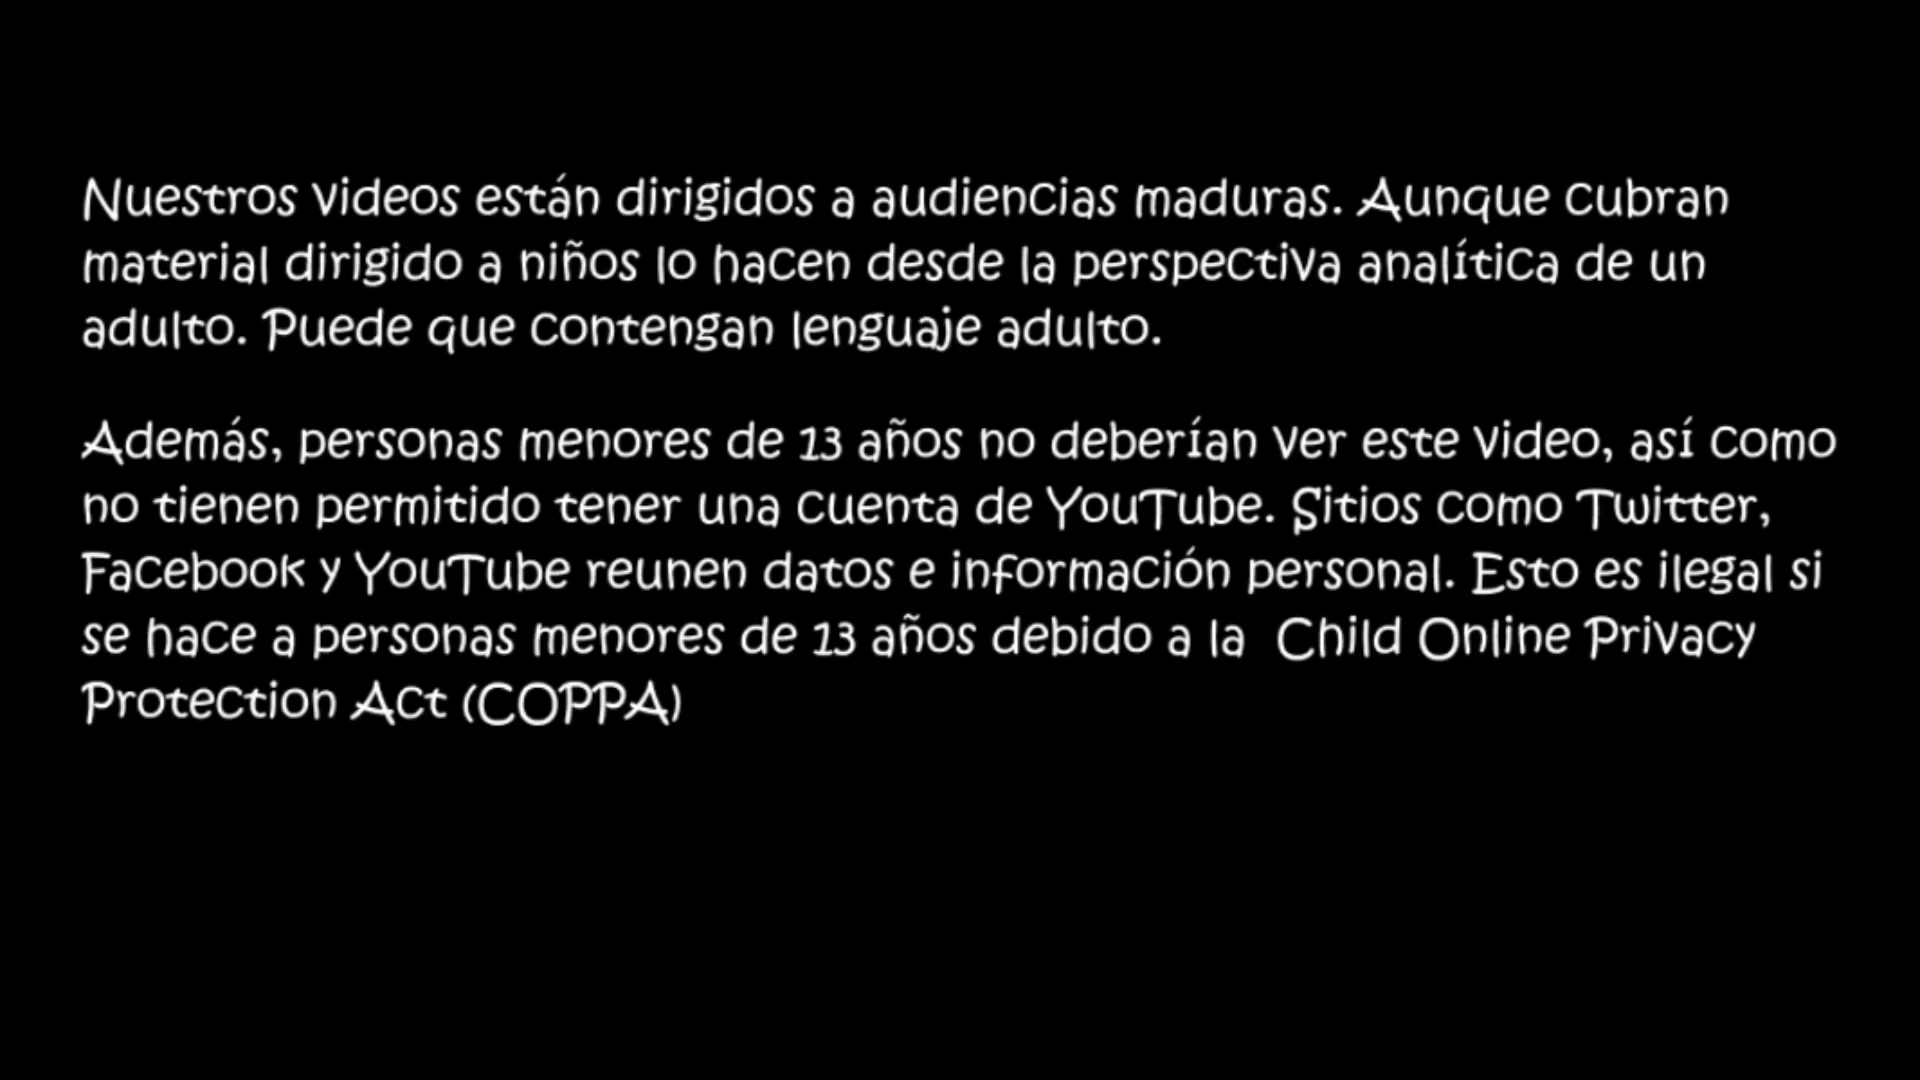 Nuestros videos están dirigidos a audiencias maduras. Aunque cubran
material dirigido a niños lo hacen desde la perspectiva analítica de un
adulto. Puede que contengan lenguaje adulto.
Además, personas menores de 13 años no deberían ver este video, así como
no tienen permitido tener una cuenta de YouTube. Sitios como Twitter,
Facebook y YouTube reunen datos e información personal. Esto es ilegal si
se hace a personas menores de 13 años debido a la  Child Online Privacy
Protection Act (COPPA)